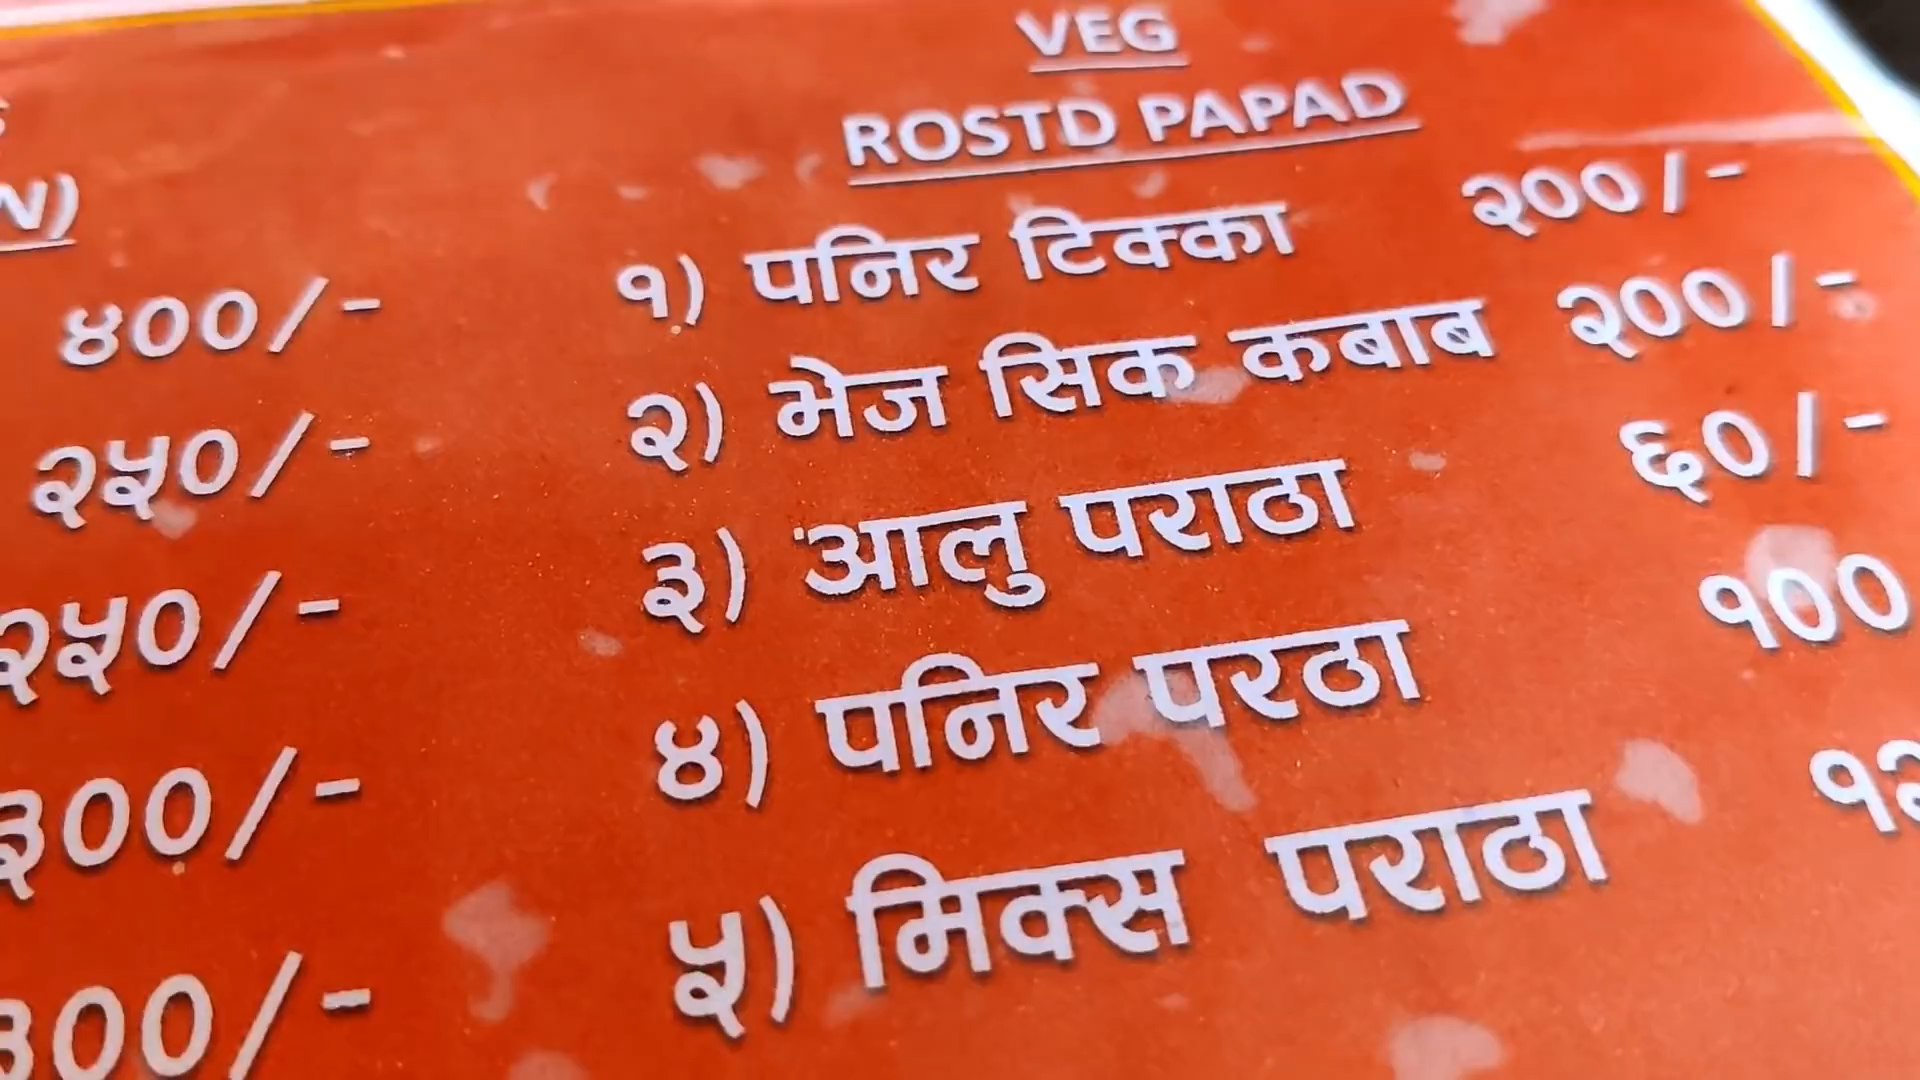 VEG
ROSTD PAPAD
१) पनिर टिक्का २००/-
२) भेज सिक कबाब २००/-
३) आलु पराठा ६०/-
४) पनिर परठा १००
५) मिक्स पराठा
४००/-
२५०/-
२५०/-
३००/-
३००/-